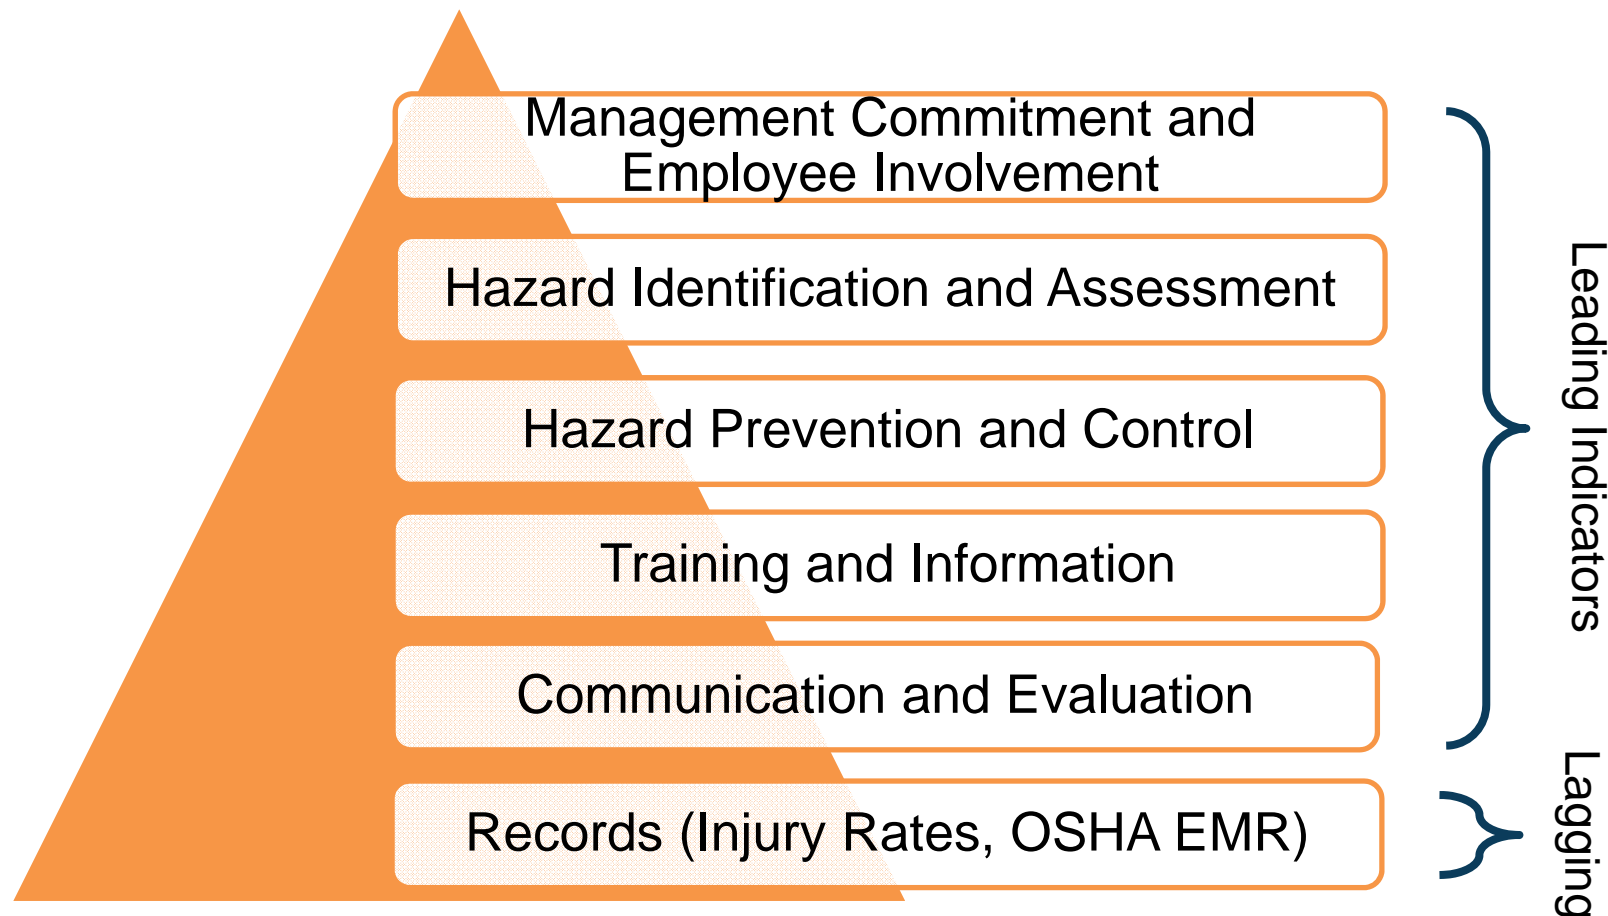 Management Commitment and
Employee Involvement
Hazard Identification and Assessment
Hazard Prevention and Control
Training and Information
Communication and Evaluation
Records (Injury Rates, OSHA EMR)
Leading Indicators
Lagging